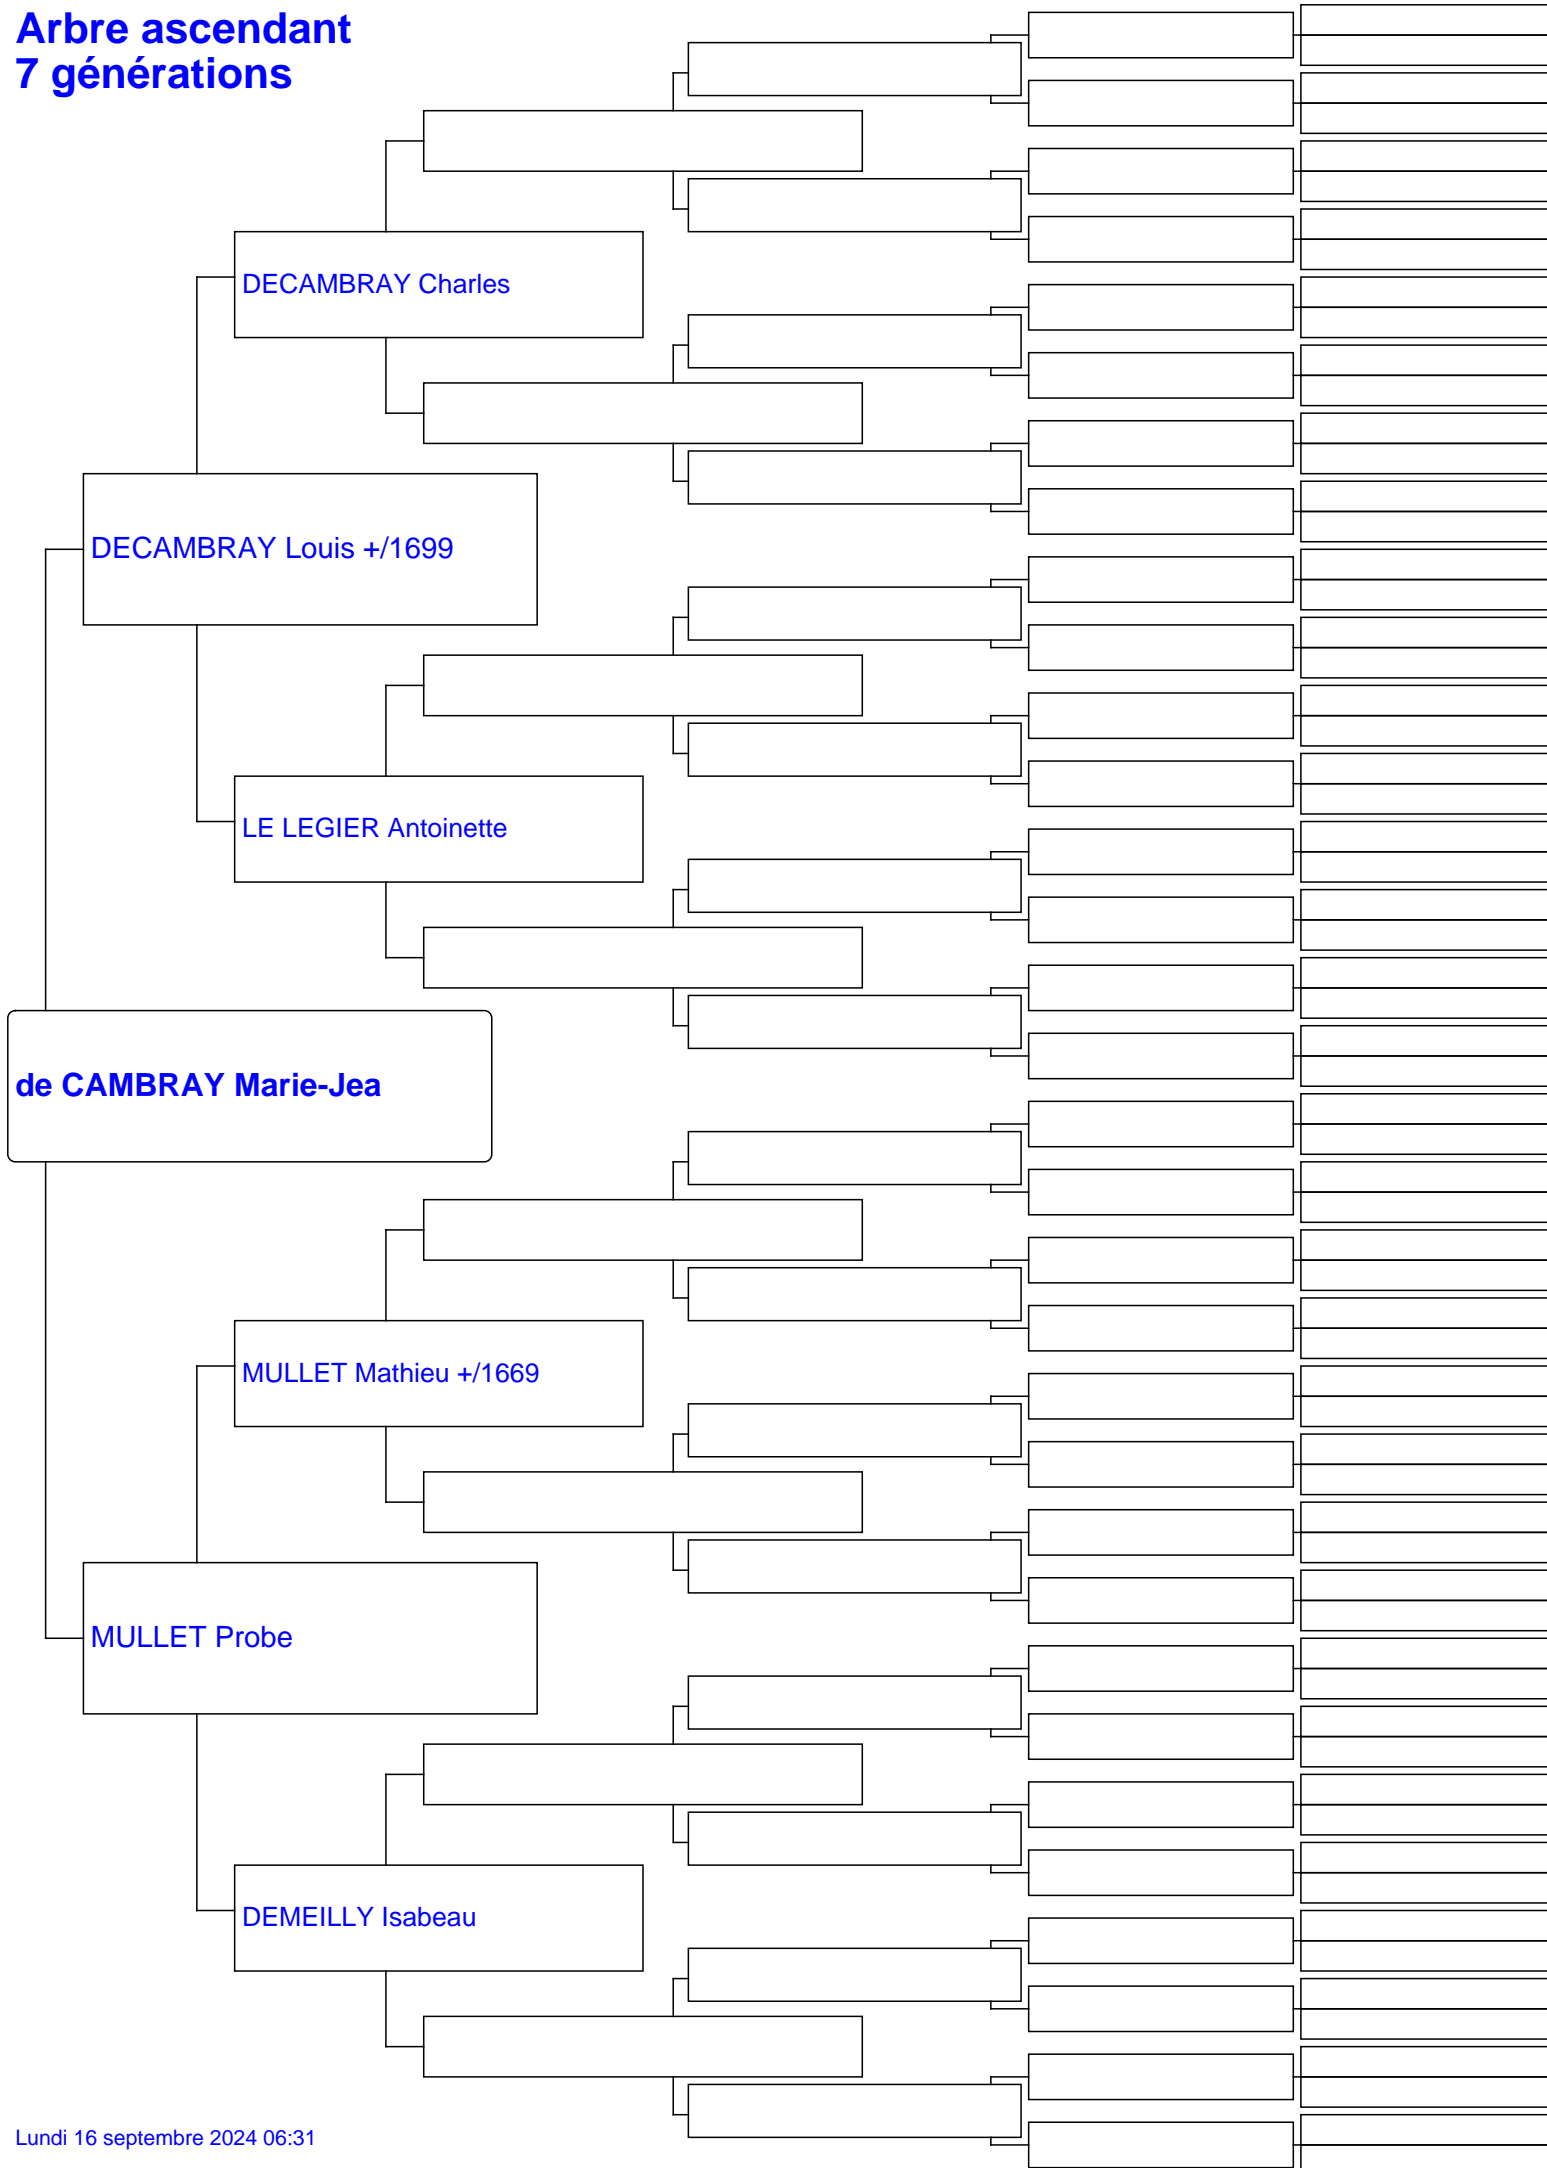 Arbre ascendant
7 générations
DECAMBRAY Charles
DECAMBRAY Louis +/1699
LE LEGIER Antoinette
de CAMBRAY Marie-Jea
MULLET Mathieu +/1669
MULLET Probe
DEMEILLY Isabeau
Lundi 16 septembre 2024 06:31